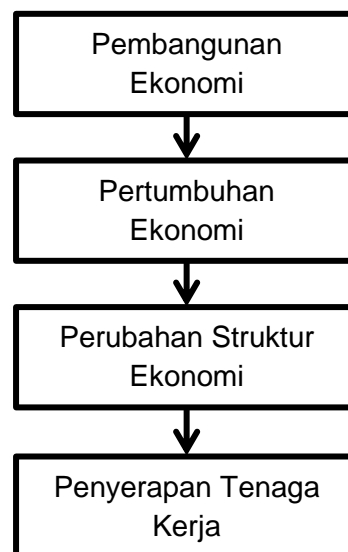 Pembangunan
Ekonomi
Pertumbuhan
Ekonomi
Perubahan Struktur
Ekonomi
Penyerapan Tenaga
Kerja